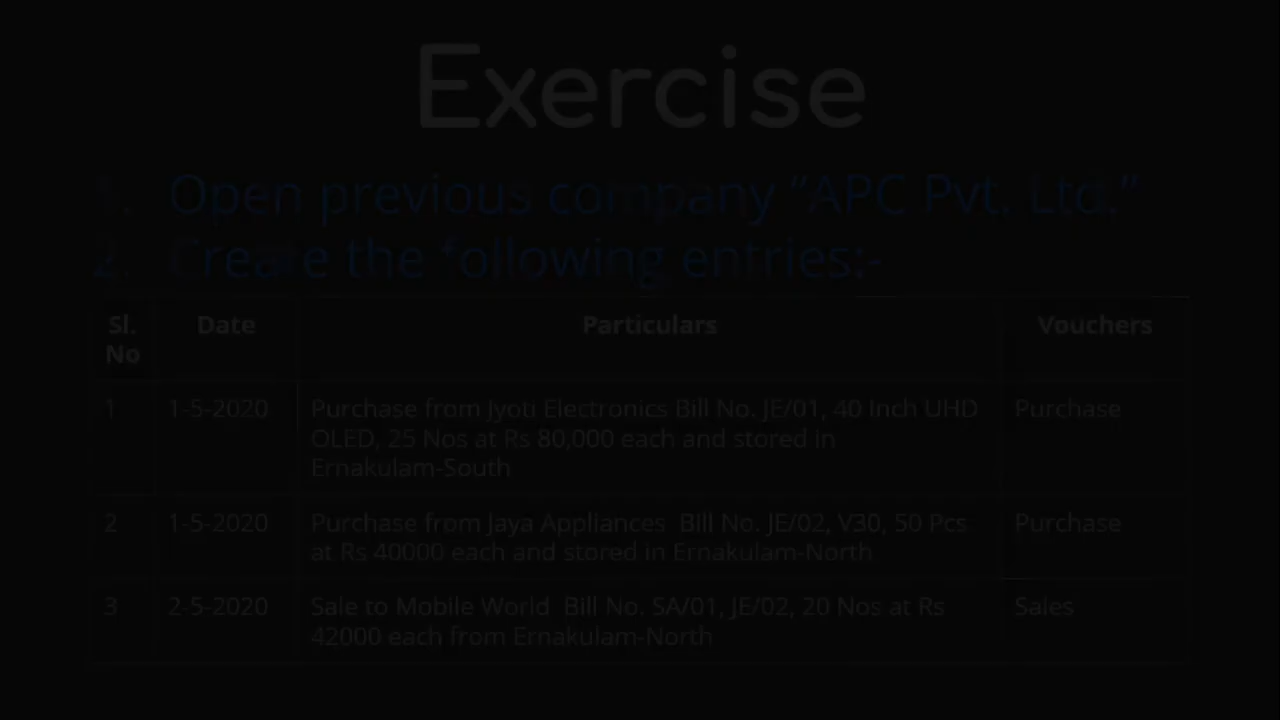 Exercise
1. Open previous company “APC Pvt. Ltd.”
2. Create the following entries:-
Sl. No Date Particulars Vouchers
1 1-5-2020 Purchase from Jyoti Electronics Bill No. JE/01, 40 Inch UHD Purchase
OLED, 25 Nos at Rs 80,000 each and stored in
Ernakulam-South
2 1-5-2020 Purchase from Jaya Appliances Bill No. JE/02, V30, 50 Pcs Purchase
at Rs 40000 each and stored in Ernakulam-North
3 2-5-2020 Sale to Mobile World Bill No. SA/01, JE/02, 20 Nos at Rs Sales
42000 each from Ernakulam-North